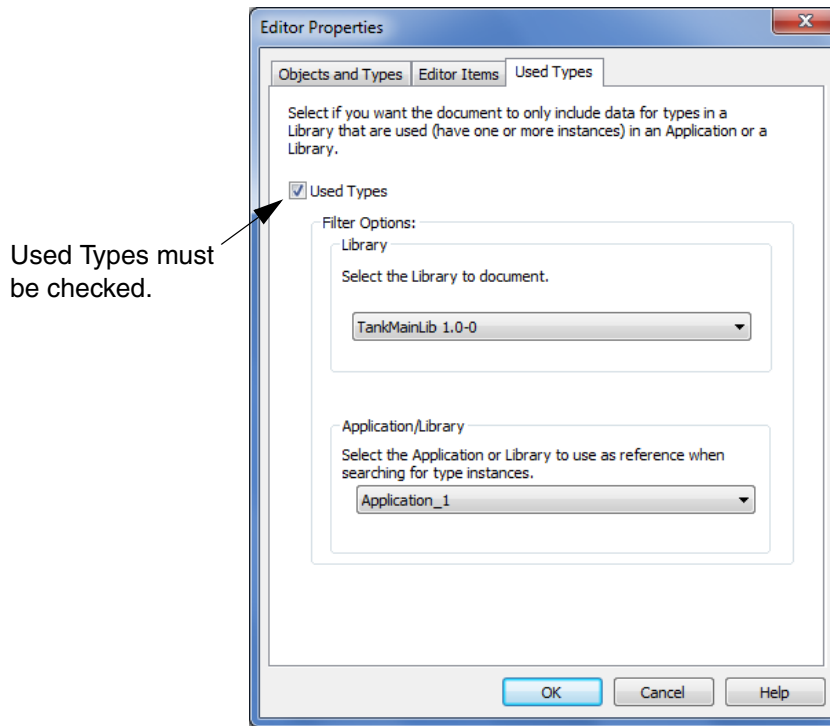 Editor Properties
x
Objects and Types Editor Items Used Types
Select if you want the document to only include data for types in a
Library that are used (have one or more instances) in an Application or a
Library.
Used Types
Used Types must
be checked.
Filter Options:
Library
Select the Library to document.
TankMainLib 1.0-0
Application/Library
Select the Application or Library to use as reference when
searching for type instances.
Application_1
OK Cancel Help